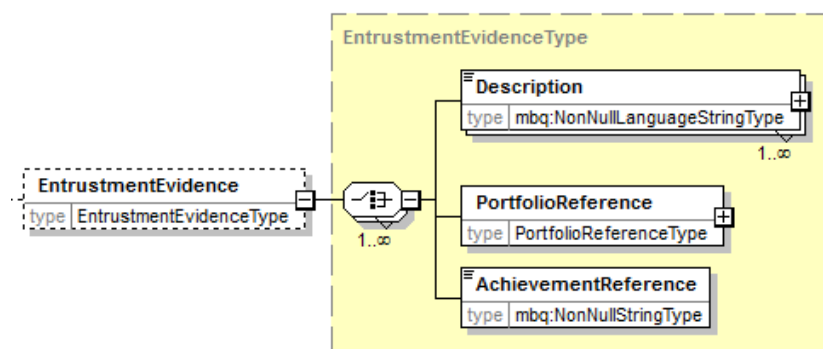 EntrustmentEvidenceType
Description
type mbq:NonNullLanguageStringType
1..∞
EntrustmentEvidence
type EntrustmentEvidenceType
1..∞
PortfolioReference
type PortfolioReferenceType
AchievementReference
type mbq:NonNullStringType